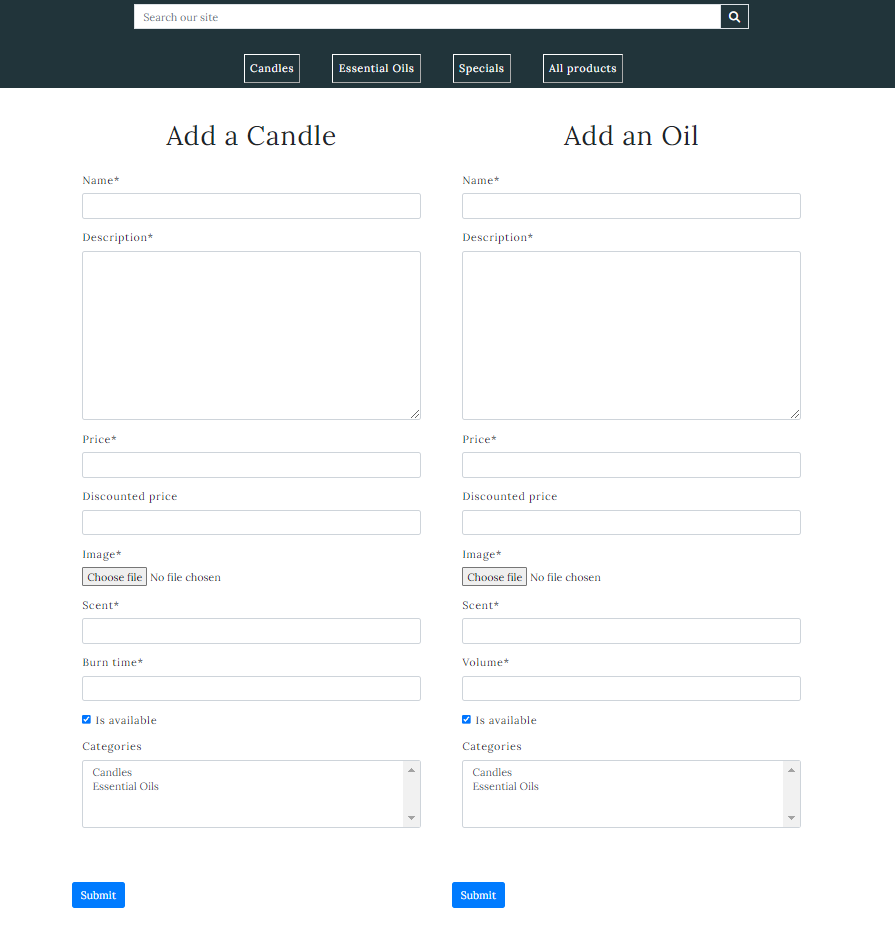 Search our site
Candles
Essential Oils
Specials
All products
Add a Candle
Name*
Description*
Price*
Discounted price
Image*
Choose file No file chosen
Scent*
Burn time*
Is available
Categories
Candles
Essential Oils
Submit
Add an Oil
Name*
Description*
Price*
Discounted price
Image*
Choose file No file chosen
Scent*
Volume*
Is available
Categories
Candles
Essential Oils
Submit